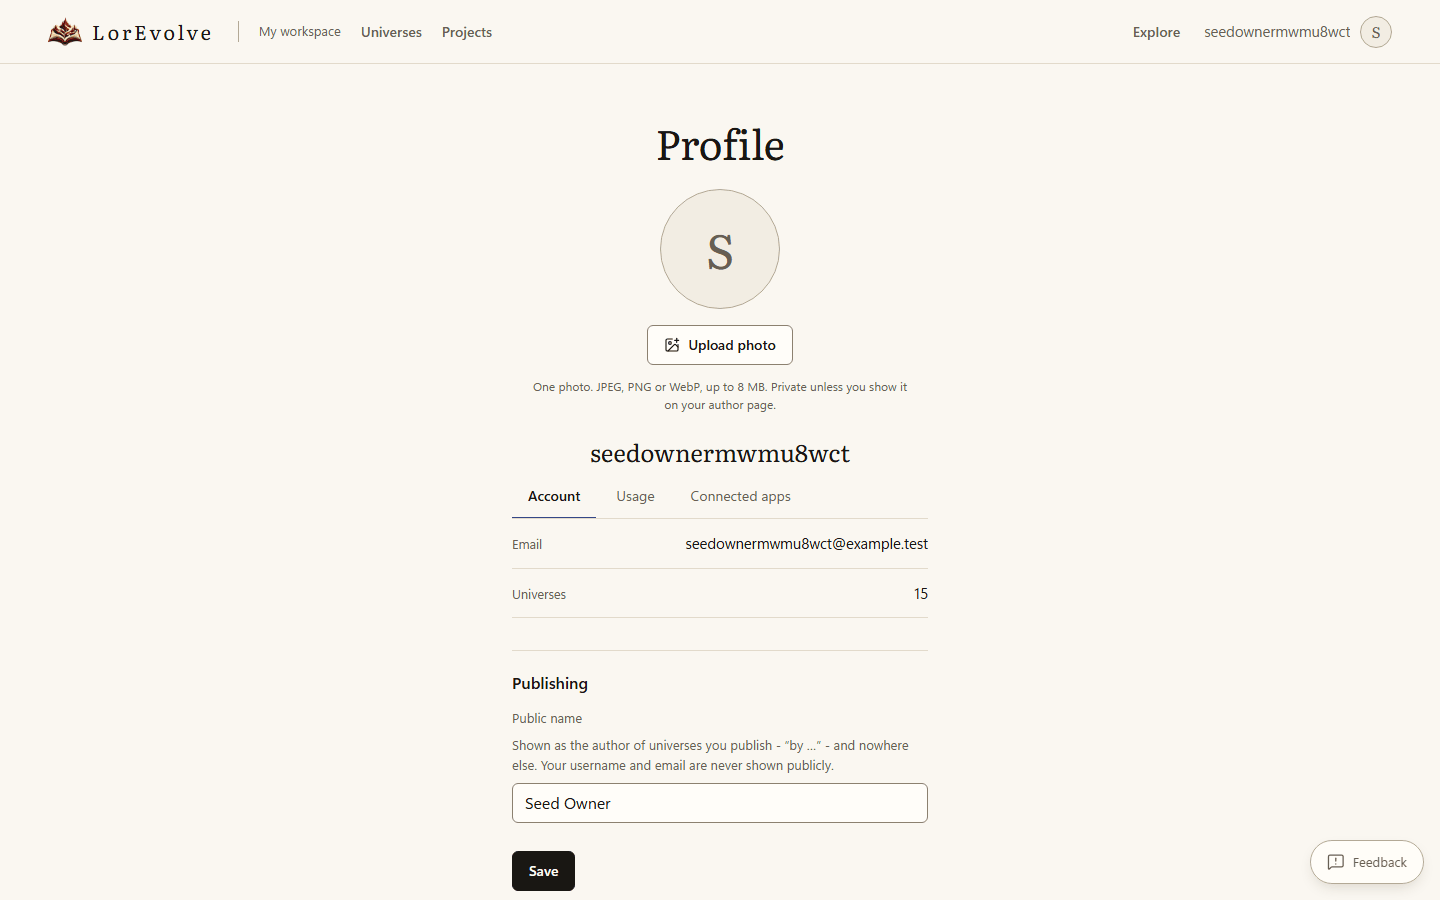 LorEvolve
My workspace
Universes
Projects
Explore
seedownermwmu8wct
S
Profile
S
Upload photo
One photo. JPEG, PNG or WebP, up to 8 MB. Private unless you show it
on your author page.
seedownermwmu8wct
Account
Usage
Connected apps
Email
seedownermwmu8wct@example.test
Universes
15
Publishing
Public name
Shown as the author of universes you publish - “by ...” - and nowhere
else. Your username and email are never shown publicly.
Seed Owner
Save
Feedback